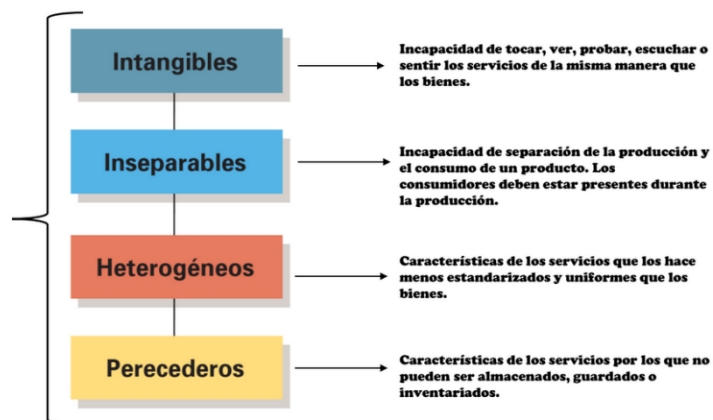 Intangibles
Incapacidad de tocar, ver, probar, escuchar o
sentir los servicios de la misma manera que
los bienes.
Inseparables
Incapacidad de separación de la producción y
el consumo de un producto. Los
consumidores deben estar presentes durante
la producción.
Heterogéneos
Características de los servicios que los hace
menos estandarizados y uniformes que los
bienes.
Perecederos
Características de los servicios por los que no
pueden ser almacenados, guardados o
inventariados.